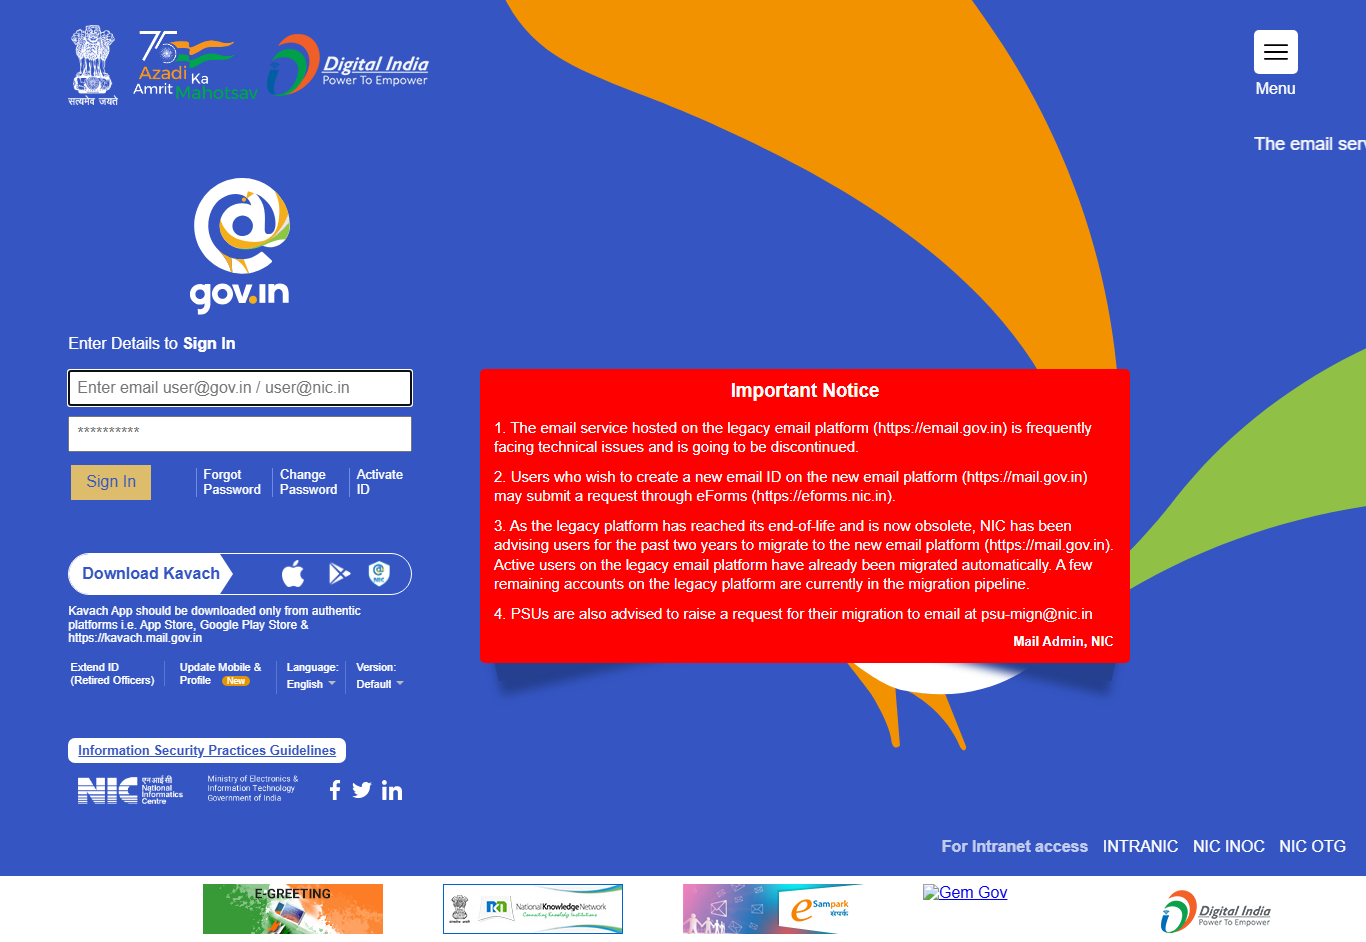 सत्यमेव जयते
75
Azadi Ka
Amrit Mahotsav
Digital India
Power To Empower
Menu
The email serv
gov.in
Enter Details to Sign In
Enter email user@gov.in / user@nic.in
**********
Sign In
Forgot Password
Change Password
Activate ID
Download Kavach
NIC
Kavach App should be downloaded only from authentic
platforms i.e. App Store, Google Play Store &
https://kavach.mail.gov.in
Extend ID
(Retired Officers)
Update Mobile &
Profile New
Language:
English
Version:
Default
Information Security Practices Guidelines
NIC
एन आई सी
National
Informatics
Centre
Ministry of Electronics &
Information Technology
Government of India
Important Notice
1. The email service hosted on the legacy email platform (https://email.gov.in) is frequently
facing technical issues and is going to be discontinued.
2. Users who wish to create a new email ID on the new email platform (https://mail.gov.in)
may submit a request through eForms (https://eforms.nic.in).
3. As the legacy platform has reached its end-of-life and is now obsolete, NIC has been
advising users for the past two years to migrate to the new email platform (https://mail.gov.in).
Active users on the legacy email platform have already been migrated automatically. A few
remaining accounts on the legacy platform are currently in the migration pipeline.
4. PSUs are also advised to raise a request for their migration to email at psu-mign@nic.in
Mail Admin, NIC
For Intranet access INTRANIC NIC INOC NIC OTG
E-GREETING
NKN
National Knowledge Network
Connecting Knowledge Institutions
eSampark
संपर्क
Gem Gov
Digital India
Power To Empower